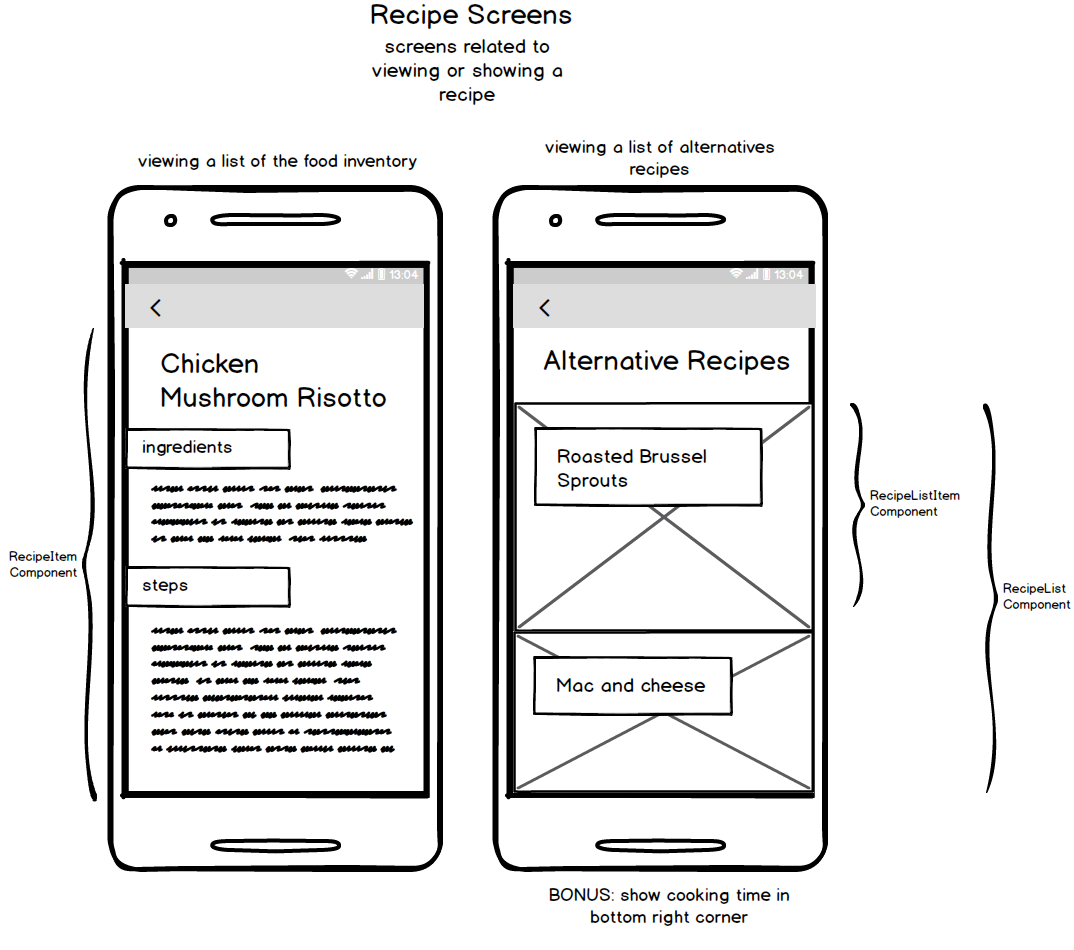 Recipe Screens
screens related to
viewing or showing a
recipe
viewing a list of the food inventory
13:04
Chicken
Mushroom Risotto
ingredients
steps
RecipeItem
Component
viewing a list of alternatives
recipes
13:04
Alternative Recipes
Roasted Brussel
Sprouts
Mac and cheese
RecipeListItem
Component
RecipeList
Component
BONUS: show cooking time in
bottom right corner